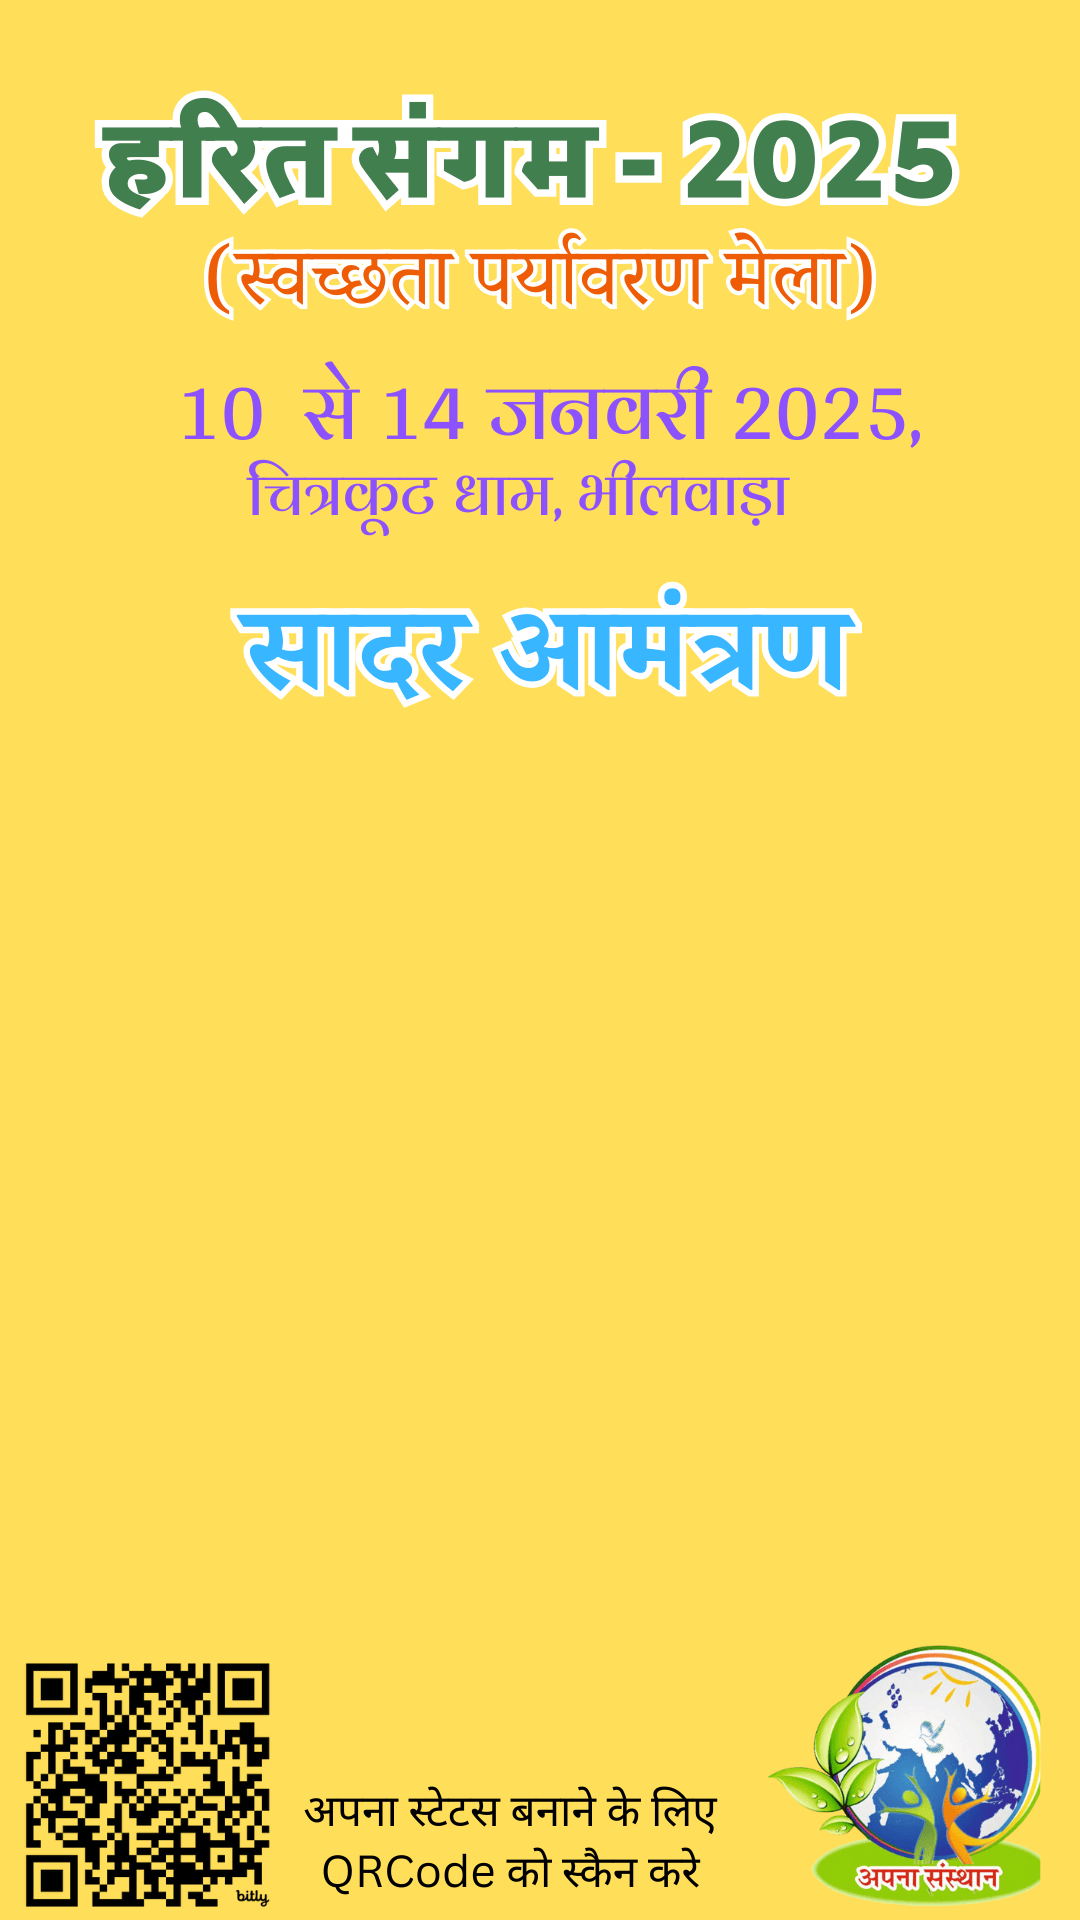 हरित संगम - 2025
(स्वच्छता पर्यावरण मेला)
10 से 14 जनवरी 2025,
चित्रकूट धाम, भीलवाड़ा
सादर आमंत्रण
अपना स्टेटस बनाने के लिए
QRCode को स्कैन करे
bitly
अपना संस्थान